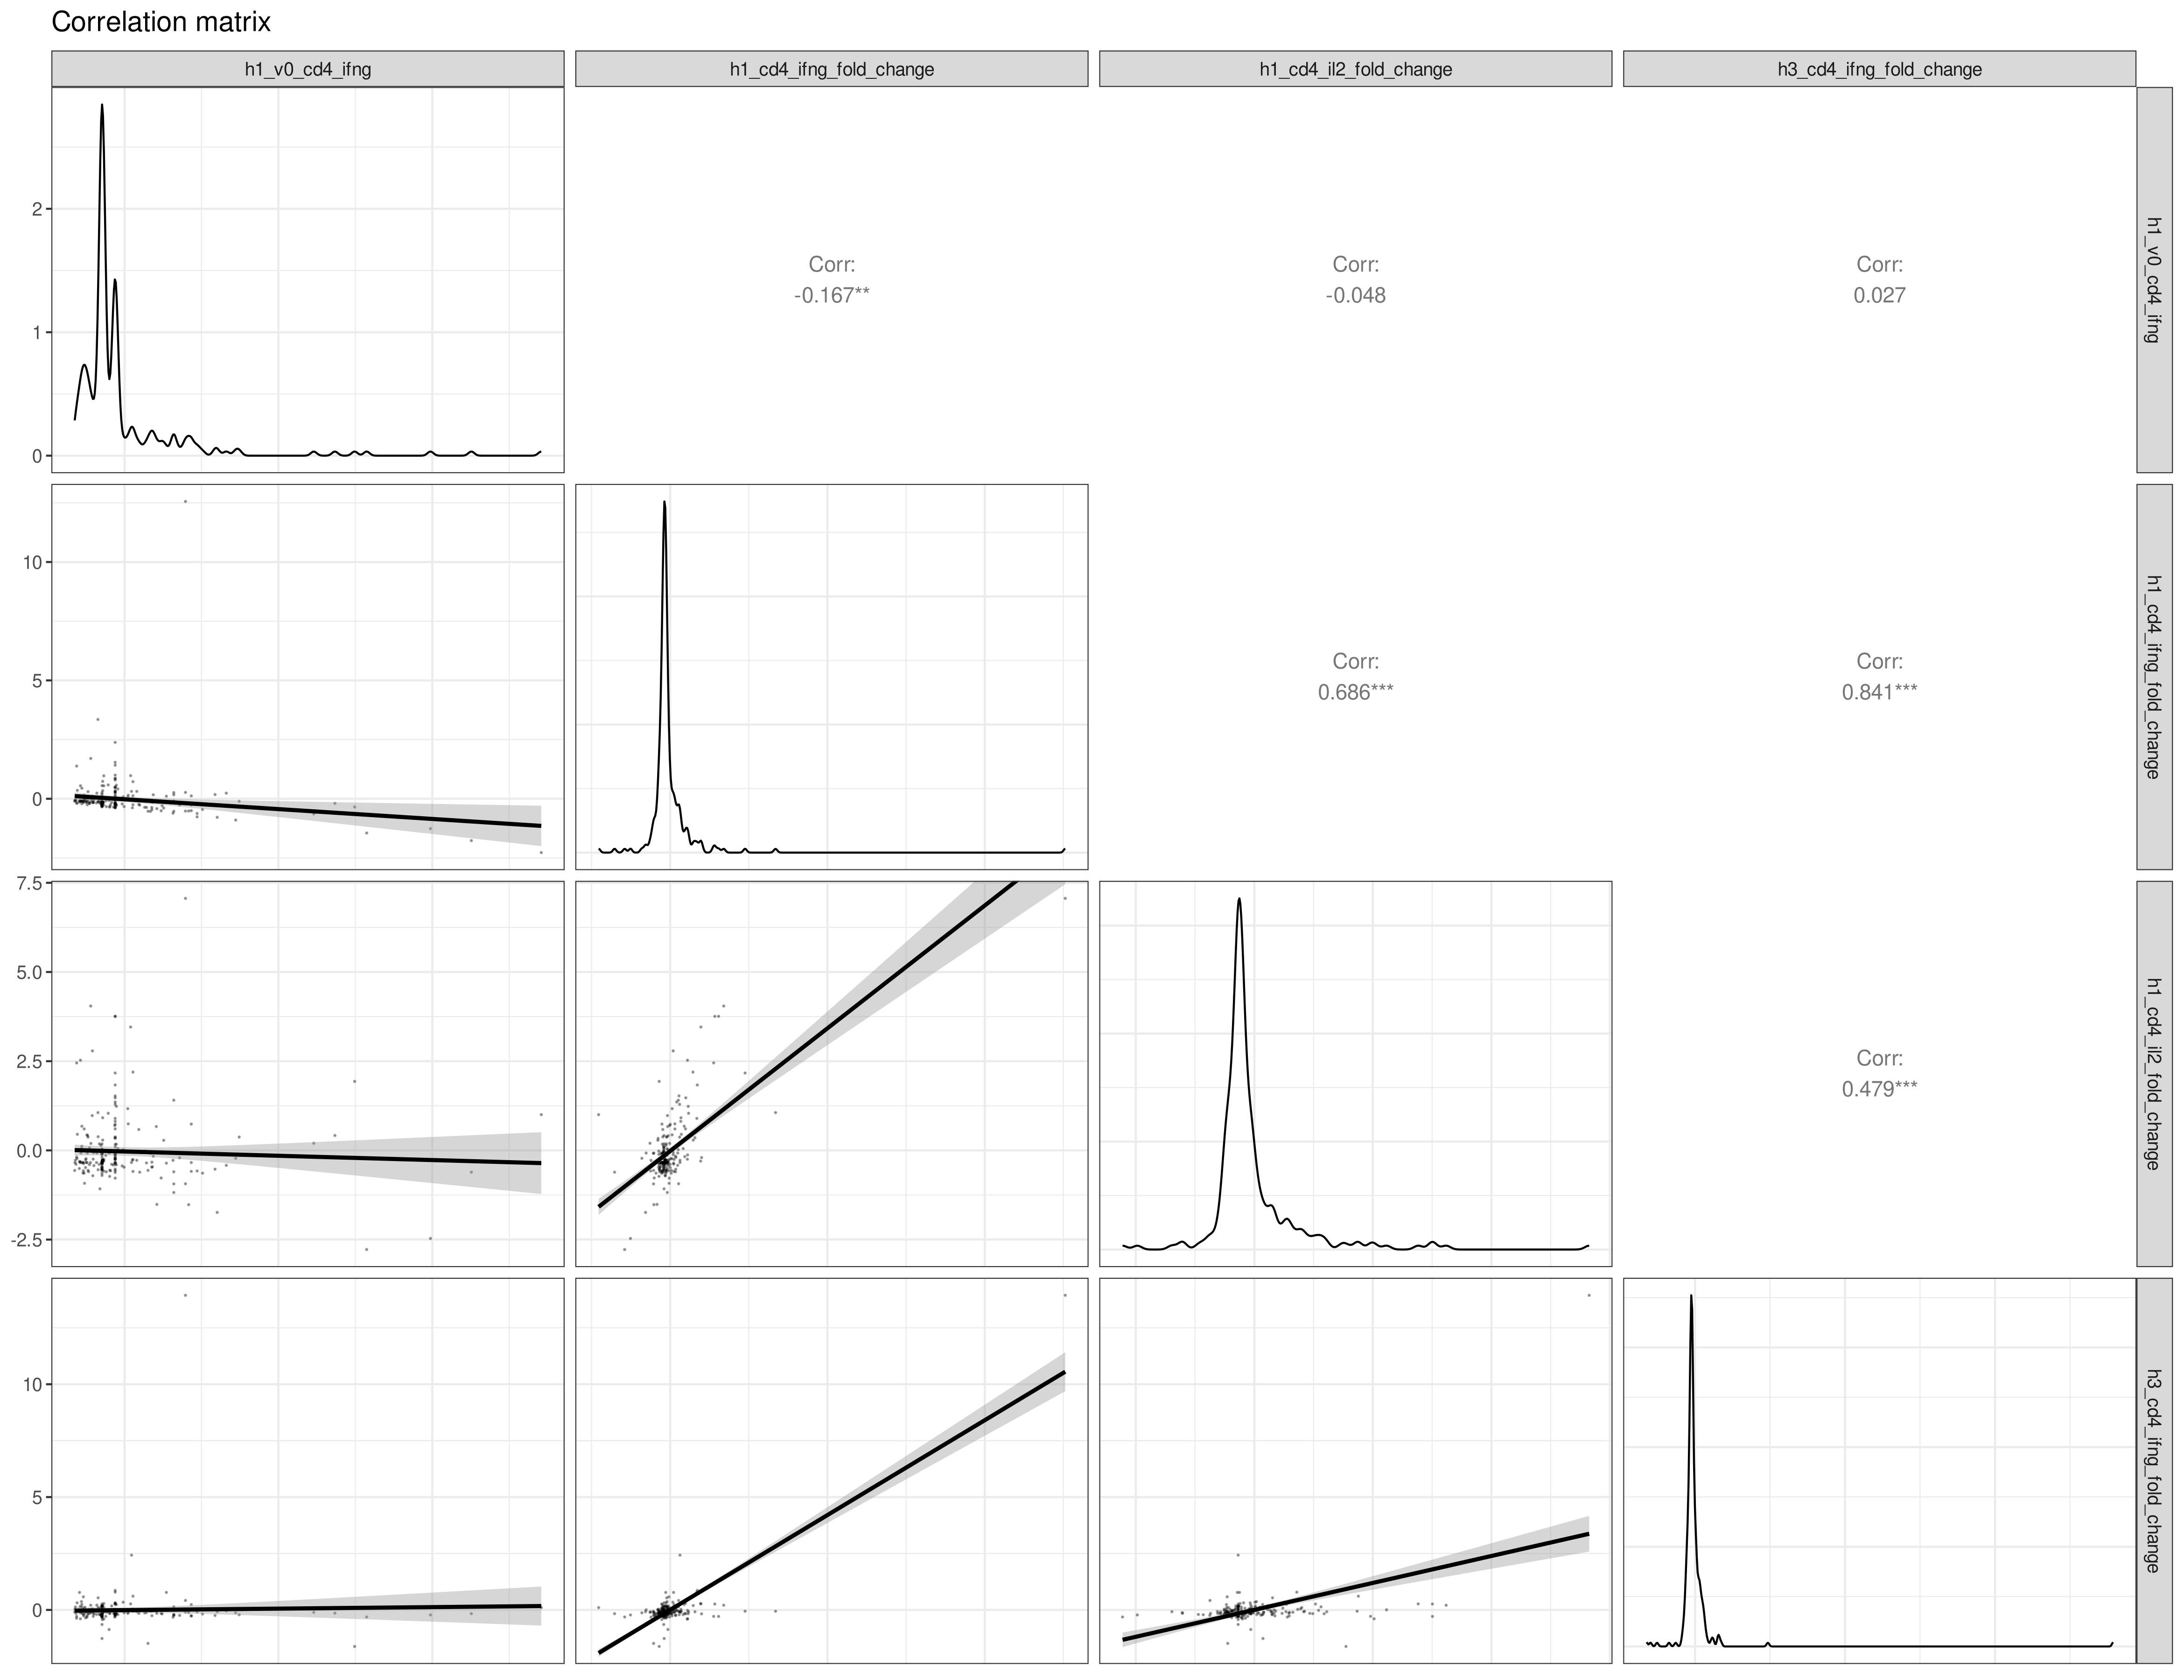 Correlation matrix
h1_v0_cd4_ifng
h1_cd4_ifng_fold_change
h1_cd4_il2_fold_change
h3_cd4_ifng_fold_change
2
1
0
Corr:
-0.167**
Corr:
-0.048
Corr:
0.027
h1_v0_cd4_ifng
10
5
0
Corr:
0.686***
Corr:
0.841***
h1_cd4_ifng_fold_change
7.5
5.0
2.5
0.0
-2.5
Corr:
0.479***
h1_cd4_il2_fold_change
10
5
0
h3_cd4_ifng_fold_change